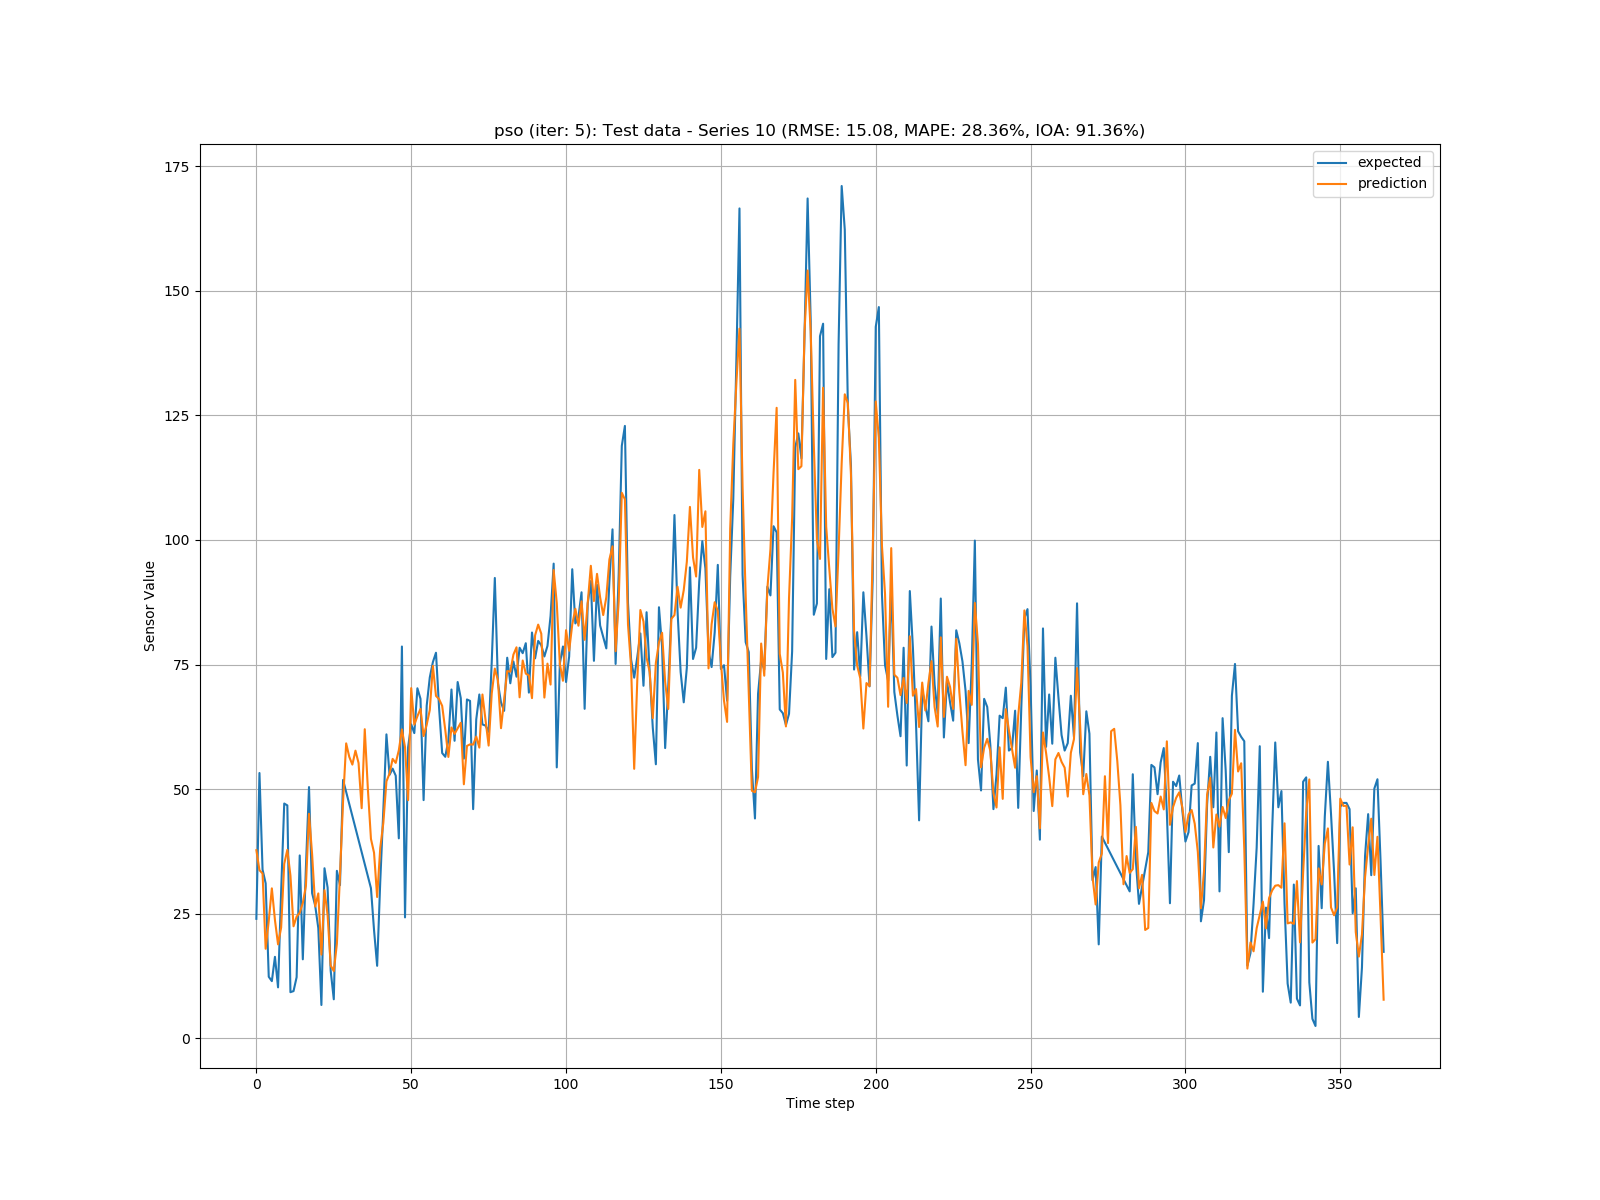 pso (iter: 5): Test data - Series 10 (RMSE: 15.08, MAPE: 28.36%, IOA: 91.36%)
expected
prediction
175
150
125
100
75
50
25
0
Sensor Value
0 50 100 150 200 250 300 350
Time step